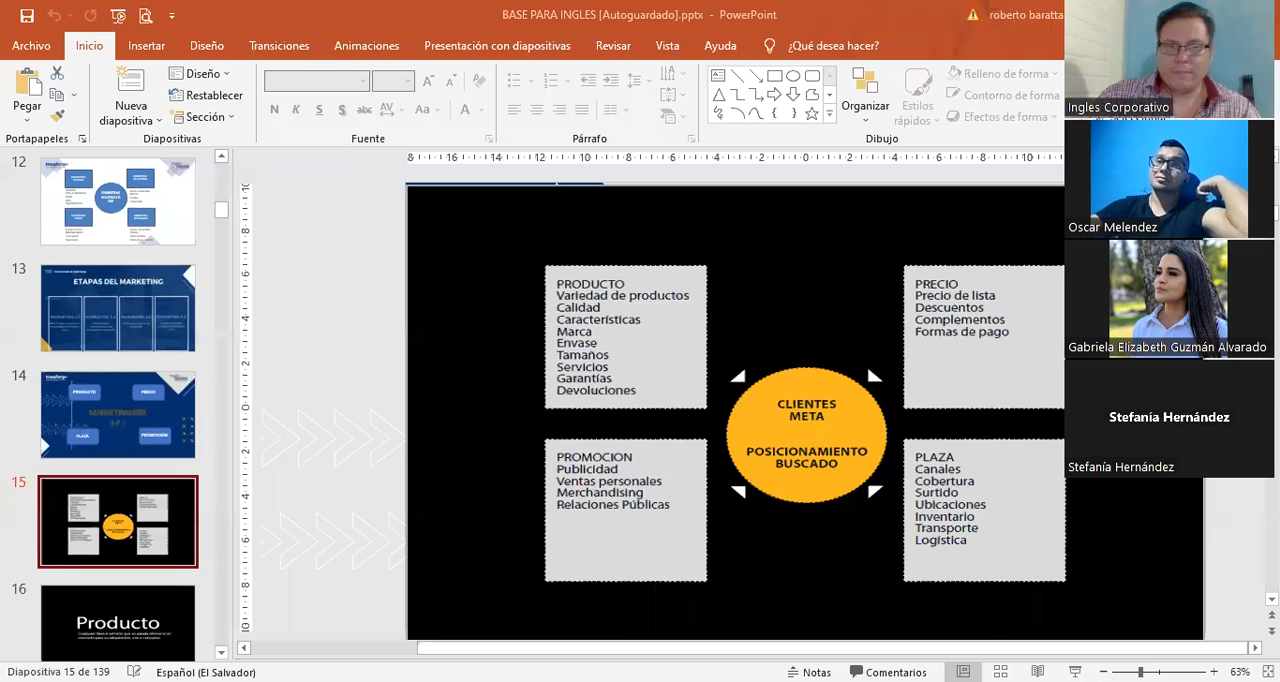 BASE PARA INGLES [Autoguardado].pptx - PowerPoint
roberto baratta
Archivo Inicio Insertar Diseño Transiciones Animaciones Presentación con diapositivas Revisar Vista Ayuda ¿Qué desea hacer?
Pegar
Nueva diapositiva
Diseño
Restablecer
Sección
N K S S abc AV Aa A
Organizar
Estilos rápidos
Relleno de forma
Contorno de forma
Efectos de forma
Portapapeles Diapositivas Fuente Párrafo Dibujo
12
13
ETAPAS DEL MARKETING
14
PRODUCTO
PRECIO
PLAZA
PROMOCION
15
16
Producto
PRODUCTO
Variedad de productos
Calidad
Características
Marca
Envase
Tamaños
Servicios
Garantías
Devoluciones
PRECIO
Precio de lista
Descuentos
Complementos
Formas de pago
CLIENTES
META
POSICIONAMIENTO
BUSCADO
PROMOCION
Publicidad
Ventas personales
Merchandising
Relaciones Públicas
PLAZA
Canales
Cobertura
Surtido
Ubicaciones
Inventario
Transporte
Logística
Ingles Corporativo
Oscar Melendez
Gabriela Elizabeth Guzmán Alvarado
Stefanía Hernández
Stefanía Hernández
Diapositiva 15 de 139
Español (El Salvador)
Notas
Comentarios
63%